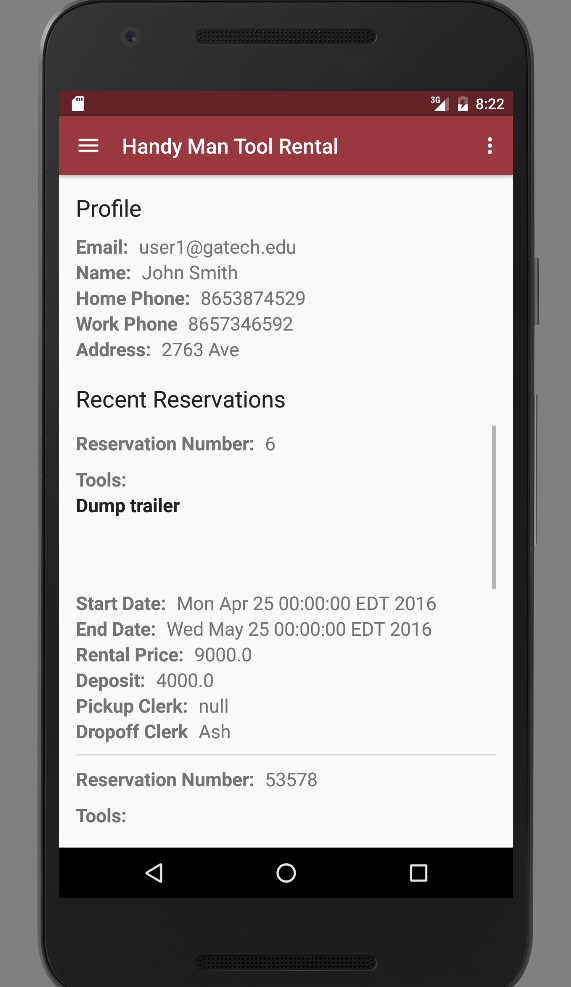 3G 8:22
Handy Man Tool Rental
Profile
Email: user1@gatech.edu
Name: John Smith
Home Phone: 8653874529
Work Phone 8657346592
Address: 2763 Ave
Recent Reservations
Reservation Number: 6
Tools:
Dump trailer
Start Date: Mon Apr 25 00:00:00 EDT 2016
End Date: Wed May 25 00:00:00 EDT 2016
Rental Price: 9000.0
Deposit: 4000.0
Pickup Clerk: null
Dropoff Clerk Ash
Reservation Number: 53578
Tools: